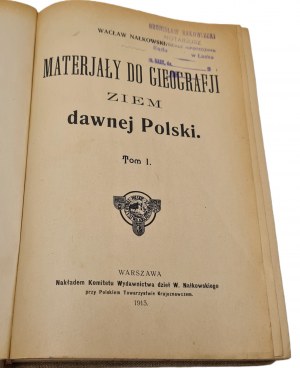 WACŁAW NAŁKOWSKI
MATERJAŁY DO GIEOGRAFJI
ZIEM
dawnej Polski.
Tom I.
WARSZAWA
Nakładem Komitetu Wydawnictwa dzieł W. Nałkowskiego
przy Polskiem Towarzystwie Krajoznawczem.
1913.